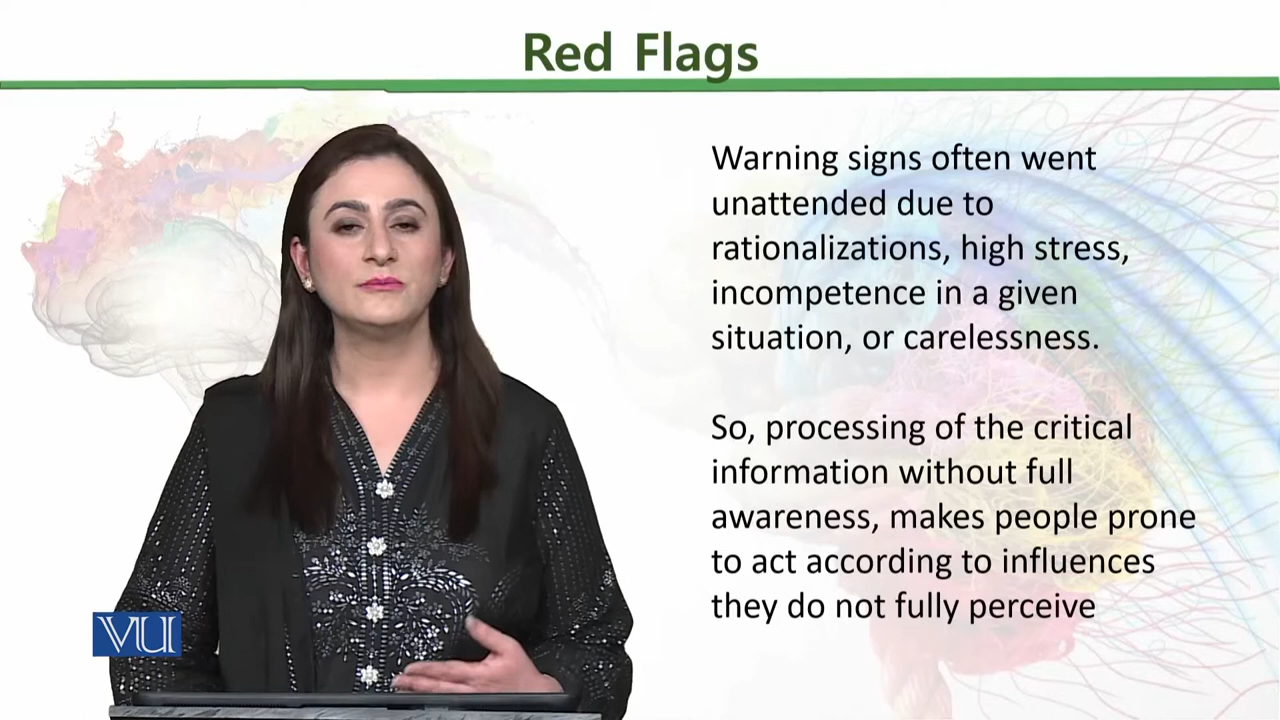 Red Flags
Warning signs often went
unattended due to
rationalizations, high stress,
incompetence in a given
situation, or carelessness.
So, processing of the critical
information without full
awareness, makes people prone
to act according to influences
they do not fully perceive
VU